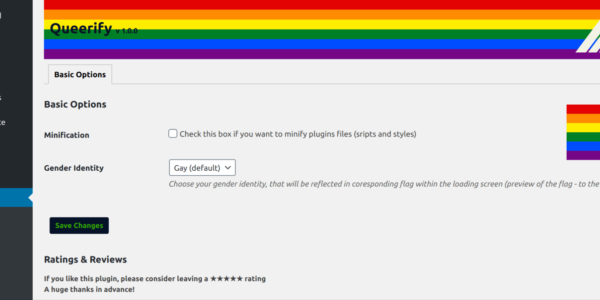 Queerify v 1.0.0
Basic Options
Basic Options
Minification
Check this box if you want to minify plugins files (sripts and styles)
Gender Identity
Gay (default)
Choose your gender identity, that will be reflected in coresponding flag within the loading screen (preview of the flag - to the
Save Changes
Ratings & Reviews
If you like this plugin, please consider leaving a ★★★★★ rating
A huge thanks in advance!